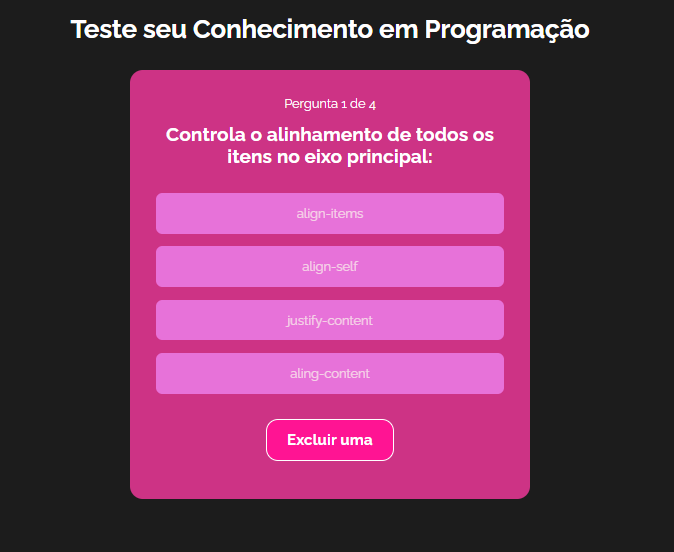 Teste seu Conhecimento em Programação
Pergunta 1 de 4
Controla o alinhamento de todos os
itens no eixo principal:
align-items
align-self
justify-content
aling-content
Excluir uma